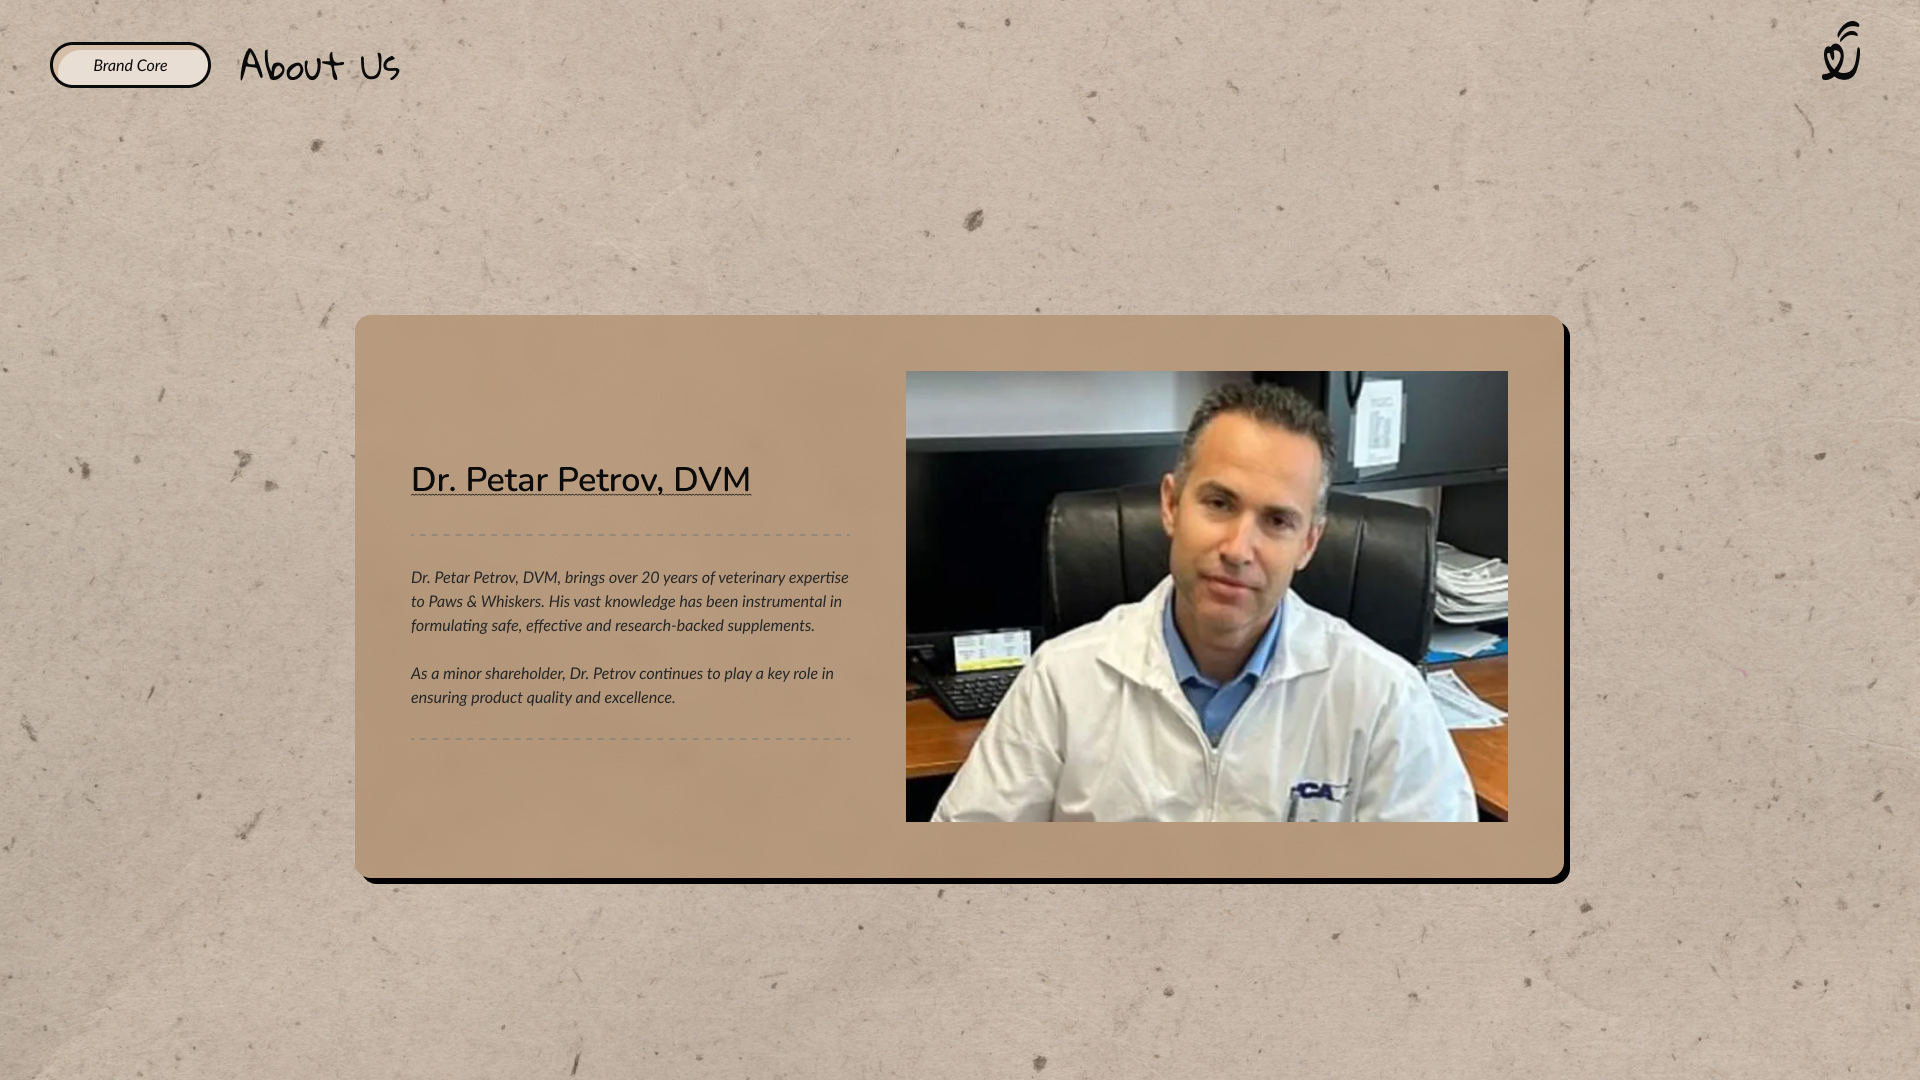 Brand Core
About Us
Dr. Petar Petrov, DVM
Dr. Petar Petrov, DVM, brings over 20 years of veterinary expertise
to Paws & Whiskers. His vast knowledge has been instrumental in
formulating safe, effective and research-backed supplements.
As a minor shareholder, Dr. Petrov continues to play a key role in
ensuring product quality and excellence.